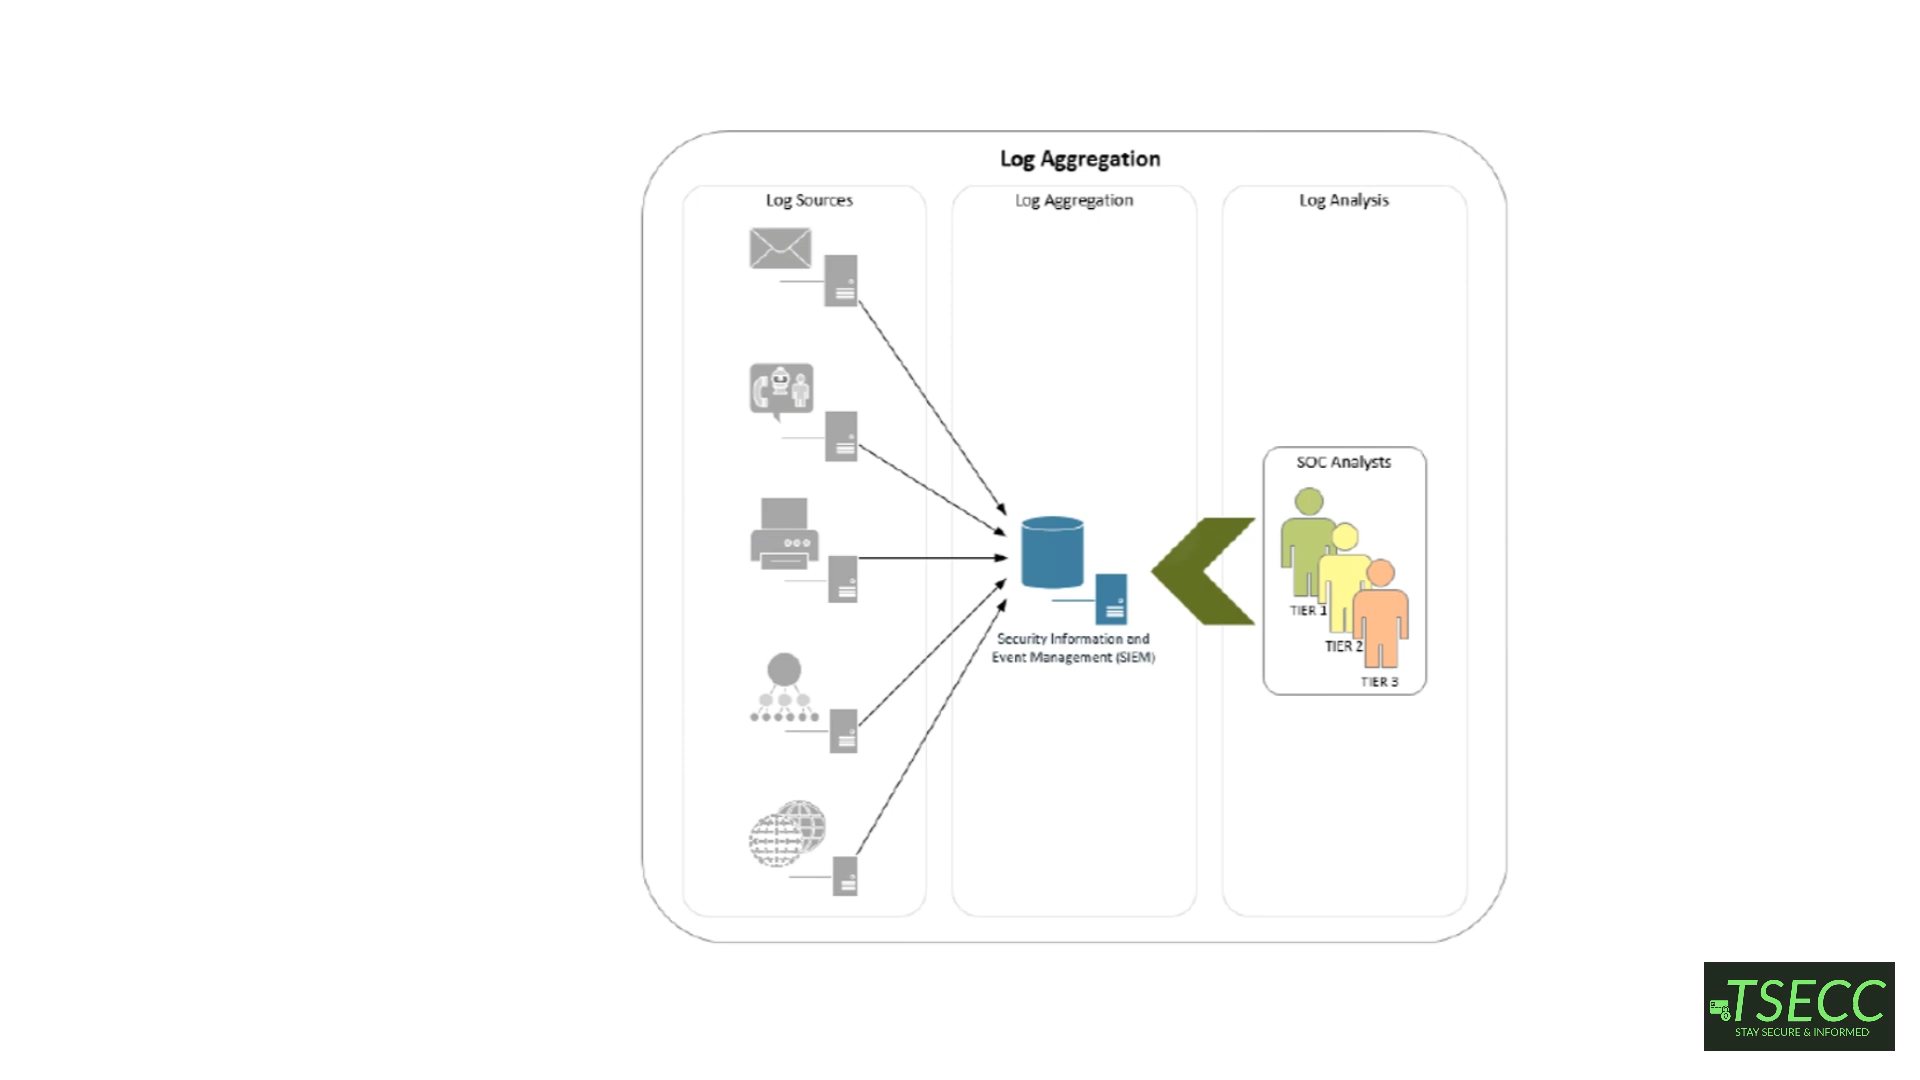 Log Aggregation
Log Sources
Log Aggregation
Log Analysis
SOC Analysts
TIER 1
TIER 2
TIER 3
Security Information and
Event Management (SIEM)
TSECC
STAY SECURE & INFORMED